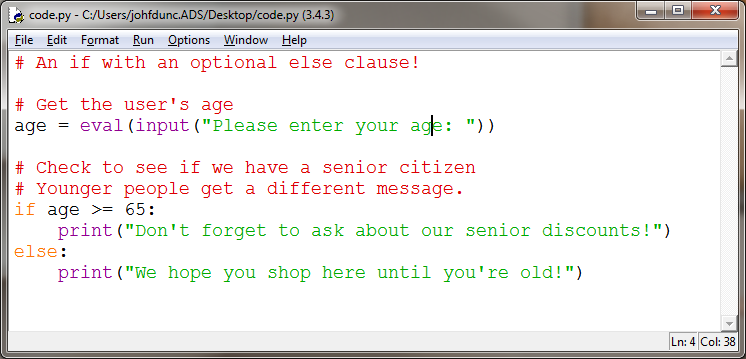 code.py - C:/Users/johfdunc.ADS/Desktop/code.py (3.4.3)
File Edit Format Run Options Window Help
# An if with an optional else clause!

# Get the user's age
age = eval(input("Please enter your age: "))

# Check to see if we have a senior citizen
# Younger people get a different message.
if age >= 65:
    print("Don't forget to ask about our senior discounts!")
else:
    print("We hope you shop here until you're old!")
Ln: 4 Col: 38